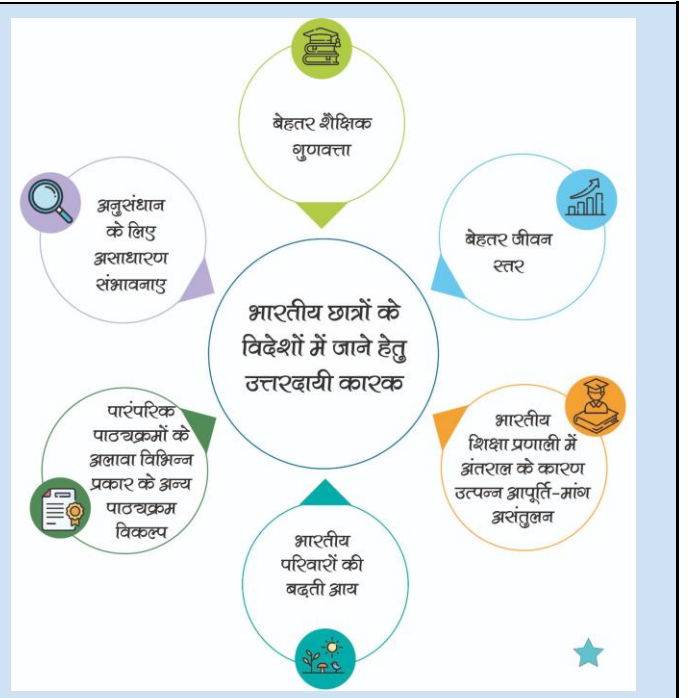 बेहतर शैक्षिक
गुणवत्ता
बेहतर जीवन
स्तर
भारतीय
शिक्षा प्रणाली में
अंतराल के कारण
उत्पन्न आपूर्ति-मांग
असंतुलन
भारतीय
परिवारों की
बढती आय
पारंपरिक
पाठ्यक्रमों के
अलावा विभिन्न
प्रकार के अन्य
पाठ्यक्रम
विकल्प
अनुसंधान
के लिए
असाधारण
संभावनाए
भारतीय छात्रों के
विदेशों में जाने हेतु
उत्तरदायी कारक